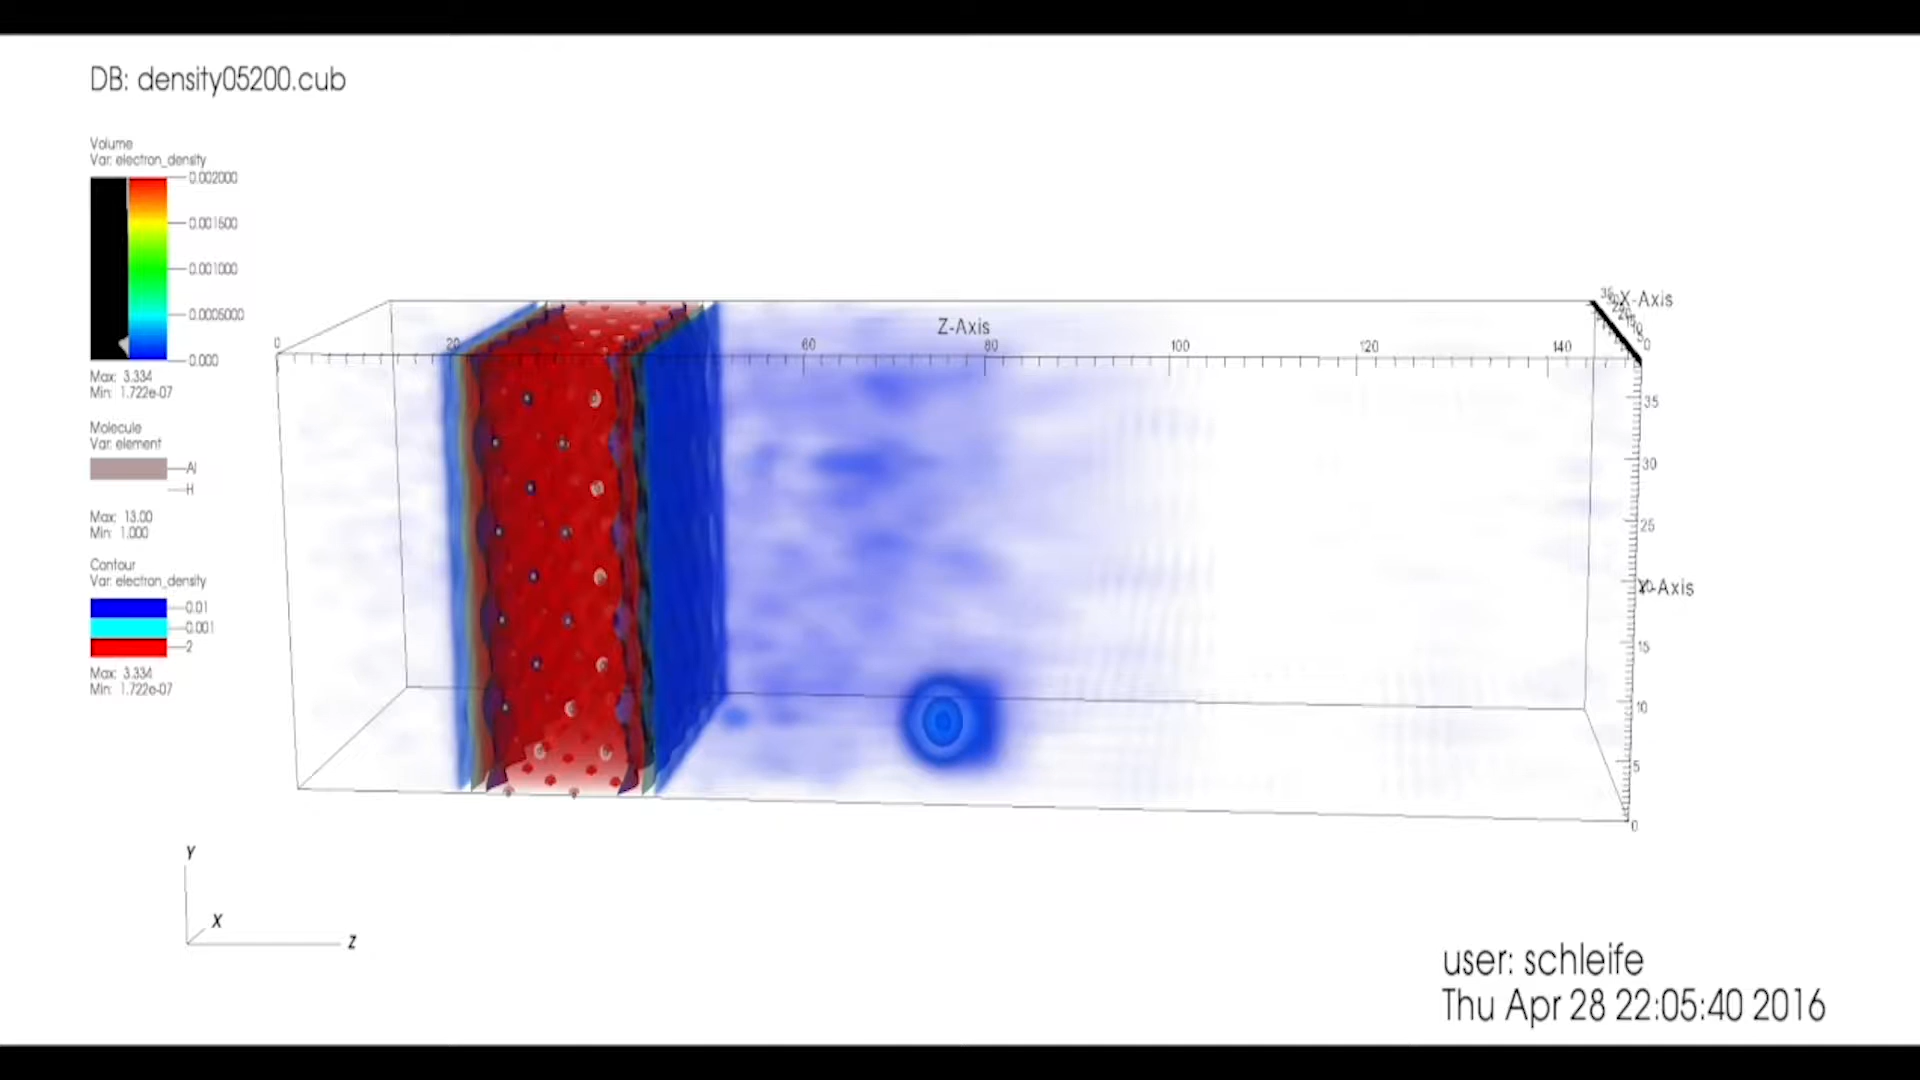 DB: density05200.cub
Volume
Var: electron_density
0.002000
0.001500
0.001000
0.0005000
0.000
Max: 3.334
Min: 1.722e-07
Molecule
Var: element
Al
H
Max: 13.00
Min: 1.000
Contour
Var: electron_density
0.01
0.001
2
Max: 3.334
Min: 1.722e-07
Z-Axis
0
20
60
80
100
120
140
X-Axis
35
30
25
Y-Axis
15
10
5
0
Y
X
Z
user: schleife
Thu Apr 28 22:05:40 2016